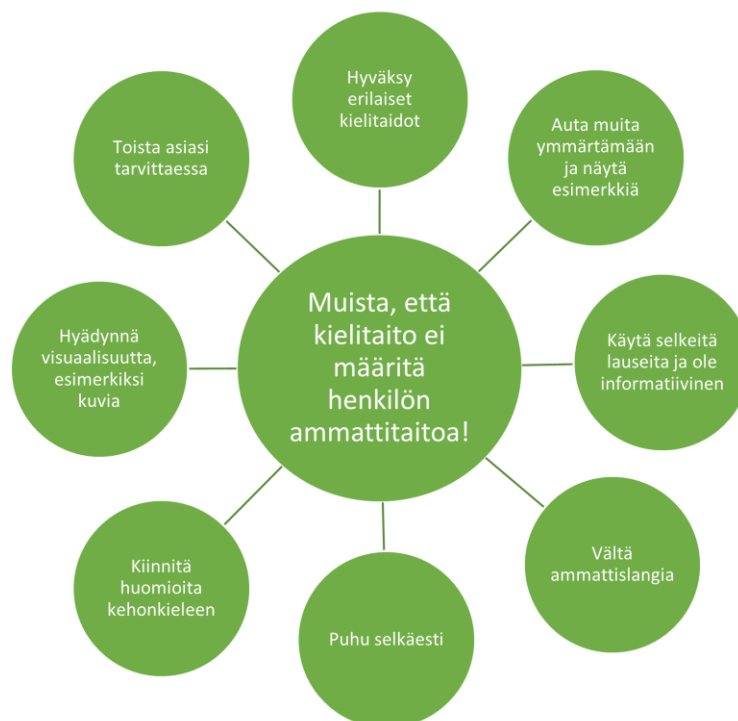 Hyväksy
erilaiset
kielitaidot
Auta muita
ymmärtämään
ja näytä
esimerkkiä
Käytä selkeitä
lauseita ja ole
informatiivinen
Vältä
ammattislangia
Puhu selkäesti
Kiinnitä
huomioita
kehonkieleen
Hyädynnä
visuaalisuutta,
esimerkiksi
kuvia
Toista asiasi
tarvittaessa
Muista, että
kielitaito ei
määritä
henkilön
ammattitaitoa!